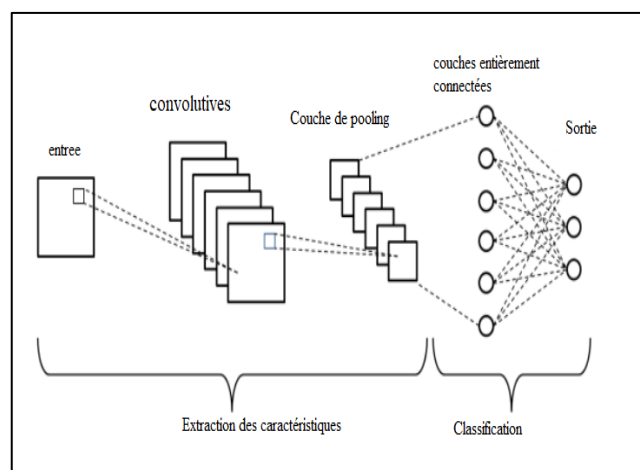 couches entièrement
connectées
convolutives
Couche de pooling
Sortie
entree
Extraction des caractéristiques
Classification